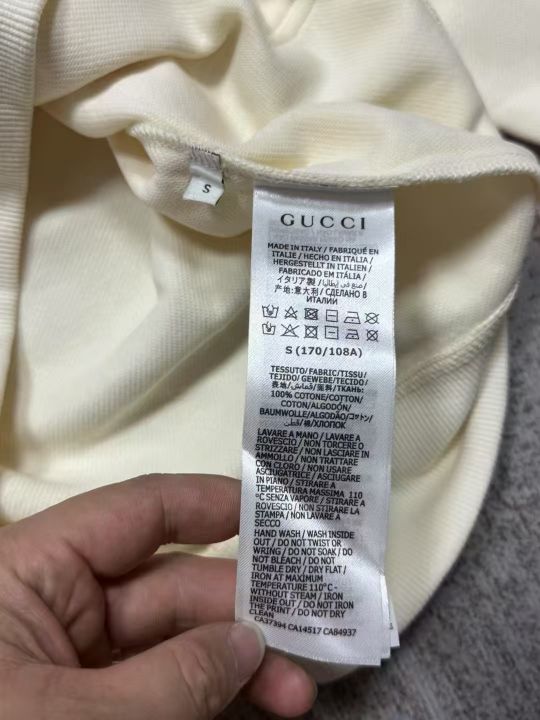 S
GUCCI
MADE IN ITALY / FABRIQUÉ EN
ITALIE / HECHO EN ITALIA /
HERGESTELLT IN ITALIEN /
FABRICADO EM ITÁLIA /
イタリア製 / صنع في إيطاليا /
产地:意大利 / СДЕЛАНО В
ИТАЛИИ
S (170/108A)
TESSUTO / FABRIC / TISSU /
TEJIDO / GEWEBE / TECIDO /
表地 / قماش / 面料 / ТКАНЬ:
100% COTONE / COTTON /
COTON / ALGODÓN /
BAUMWOLLE / ALGODÃO / コットン /
قطن / 棉 / ХЛОПОК
LAVARE A MANO / LAVARE A
ROVESCIO / NON TORCERE O
STRIZZARE / NON LASCIARE IN
AMMOLLO / NON TRATTARE
CON CLORO / NON USARE
ASCIUGATRICE / ASCIUGARE
IN PIANO / STIRARE A
TEMPERATURA MASSIMA 110
°C SENZA VAPORE / STIRARE A
ROVESCIO / NON STIRARE LA
STAMPA / NON LAVARE A
SECCO
HAND WASH / WASH INSIDE
OUT / DO NOT TWIST OR
WRING / DO NOT SOAK / DO
NOT BLEACH / DO NOT
TUMBLE DRY / DRY FLAT /
IRON AT MAXIMUM
TEMPERATURE 110°C -
WITHOUT STEAM / IRON
INSIDE OUT / DO NOT IRON
THE PRINT / DO NOT DRY
CLEAN
CA37394 CA14517 CA84937